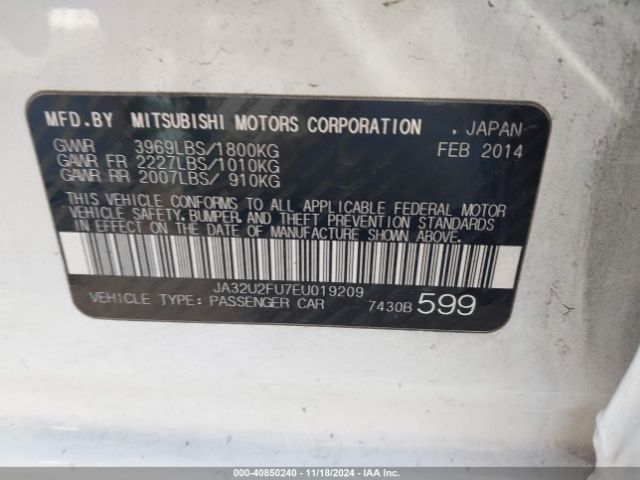 MFD.BY MITSUBISHI MOTORS CORPORATION , JAPAN
GVWR 3969LBS/1800KG FEB 2014
GAWR FR 2227LBS/1010KG
GAWR RR 2007LBS/ 910KG
THIS VEHICLE CONFORMS TO ALL APPLICABLE FEDERAL MOTOR
VEHICLE SAFETY, BUMPER, AND THEFT PREVENTION STANDARDS
IN EFFECT ON THE DATE OF MANUFACTURE SHOWN ABOVE.
JA32U2FU7EU019209
VEHICLE TYPE: PASSENGER CAR 7430B 599
000-40850240 - 11/18/2024 - IAA Inc.